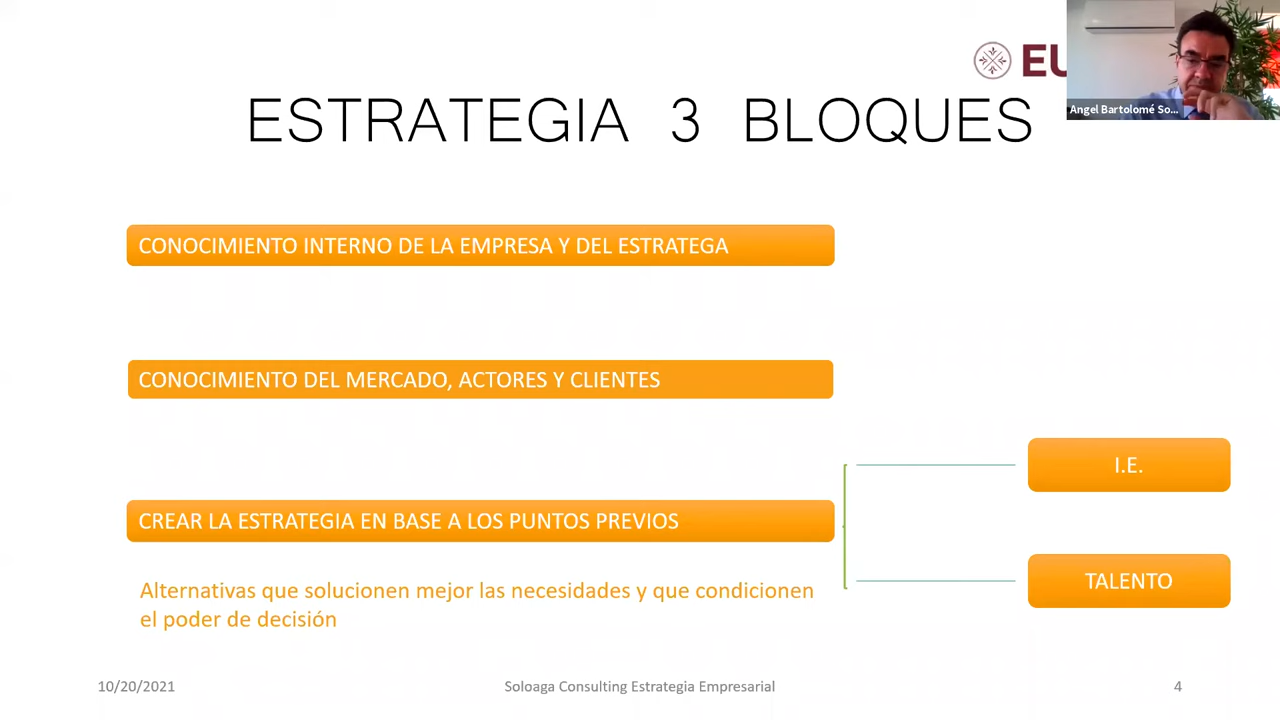 EU
Angel Bartolomé So...
ESTRATEGIA 3 BLOQUES
CONOCIMIENTO INTERNO DE LA EMPRESA Y DEL ESTRATEGA
CONOCIMIENTO DEL MERCADO, ACTORES Y CLIENTES
I.E.
CREAR LA ESTRATEGIA EN BASE A LOS PUNTOS PREVIOS
TALENTO
Alternativas que solucionen mejor las necesidades y que condicionen
el poder de decisión
10/20/2021
Soloaga Consulting Estrategia Empresarial
4